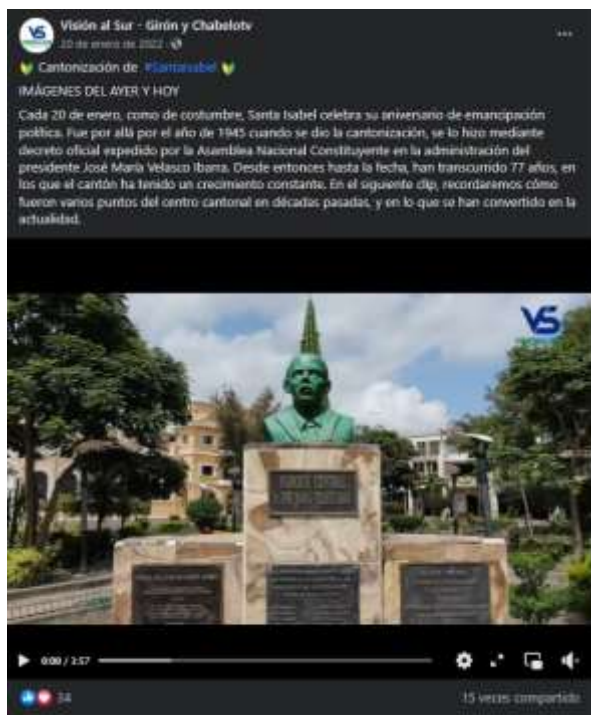 Visión al Sur - Girón y Chabelotv
20 de enero de 2022
Cantonización de #Santaisabel
IMÁGENES DEL AYER Y HOY
Cada 20 de enero, como de costumbre, Santa Isabel celebra su aniversario de emancipación
política. Fue por allá por el año de 1945 cuando se dio la cantonización, se lo hizo mediante
decreto oficial expedido por la Asamblea Nacional Constituyente en la administración del
presidente José María Velasco Ibarra. Desde entonces hasta la fecha, han transcurrido 77 años, en
los que el cantón ha tenido un crecimiento constante. En el siguiente clip, recordaremos cómo
fueron varios puntos del centro cantonal en décadas pasadas, y en lo que se han convertido en la
actualidad.
VS
0:00 / 3:57
34
15 veces compartido